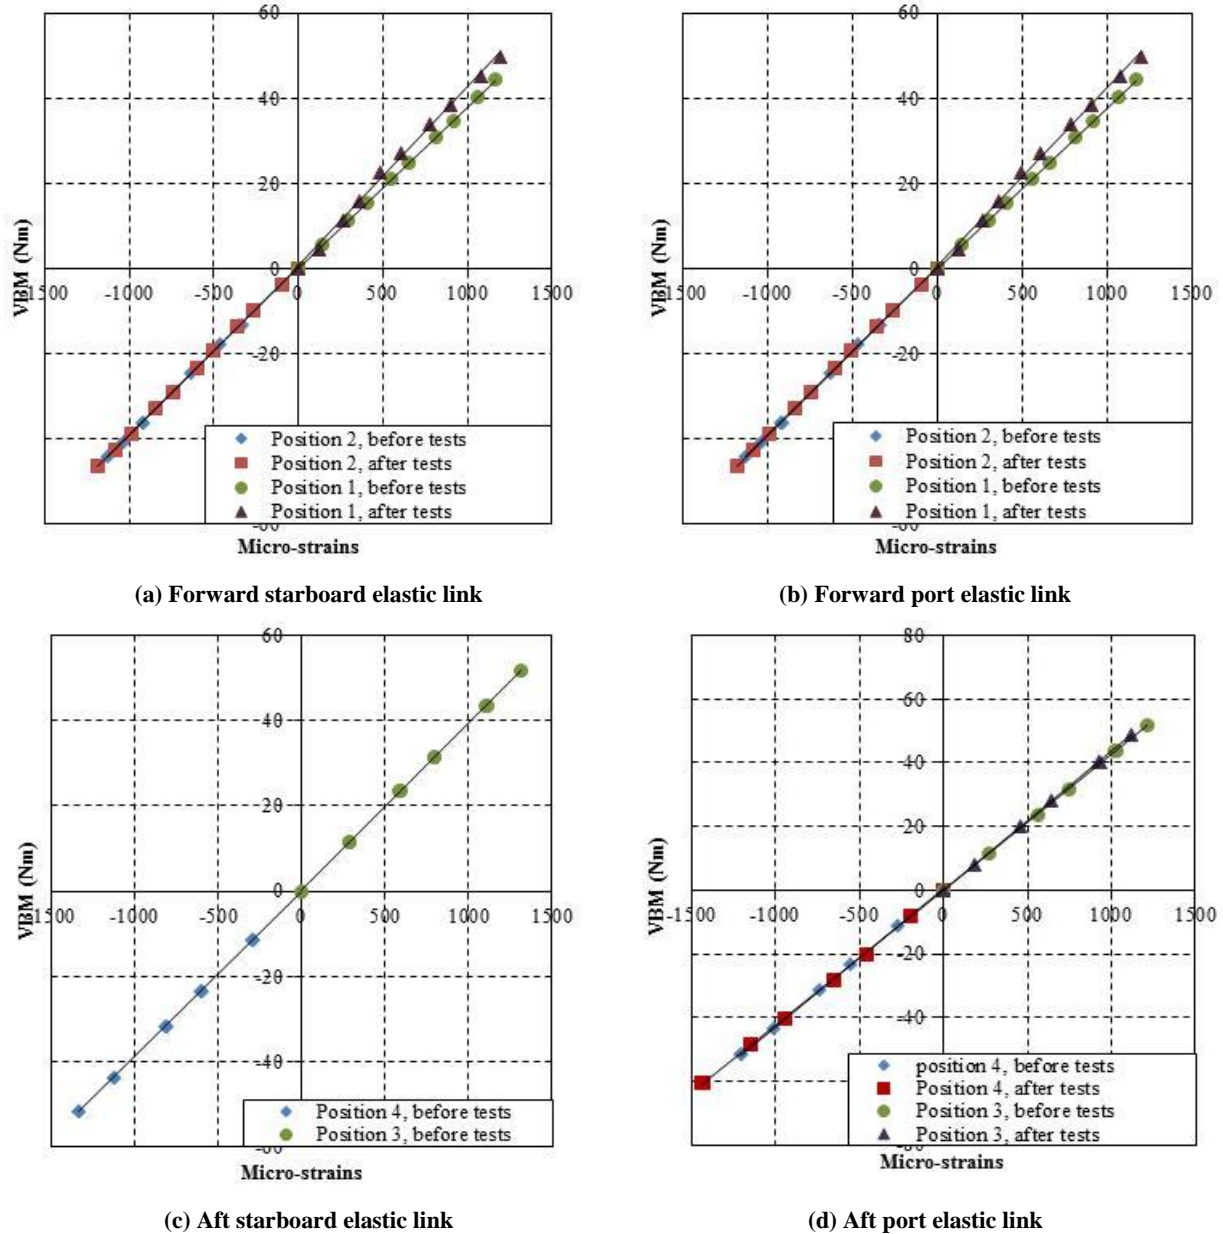 60
40
20
0
-20
-60
VBM (Nm)
-1500 -1000 -500 0 500 1000 1500
Position 2, before tests
Position 2, after tests
Position 1, before tests
Position 1, after tests
Micro-strains
(a) Forward starboard elastic link
60
40
20
0
-20
-60
VBM (Nm)
-1500 -1000 -500 0 500 1000 1500
Position 2, before tests
Position 2, after tests
Position 1, before tests
Position 1, after tests
Micro-strains
(b) Forward port elastic link
60
40
20
0
-20
-40
-60
VBM (Nm)
-1500 -1000 -500 0 500 1000 1500
Position 4, before tests
Position 3, before tests
Micro-strains
(c) Aft starboard elastic link
80
60
40
20
0
-20
-40
-80
VBM (Nm)
-1500 -1000 -500 0 500 1000 1500
position 4, before tests
Position 4, after tests
Position 3, before tests
Position 3, after tests
Micro-strains
(d) Aft port elastic link